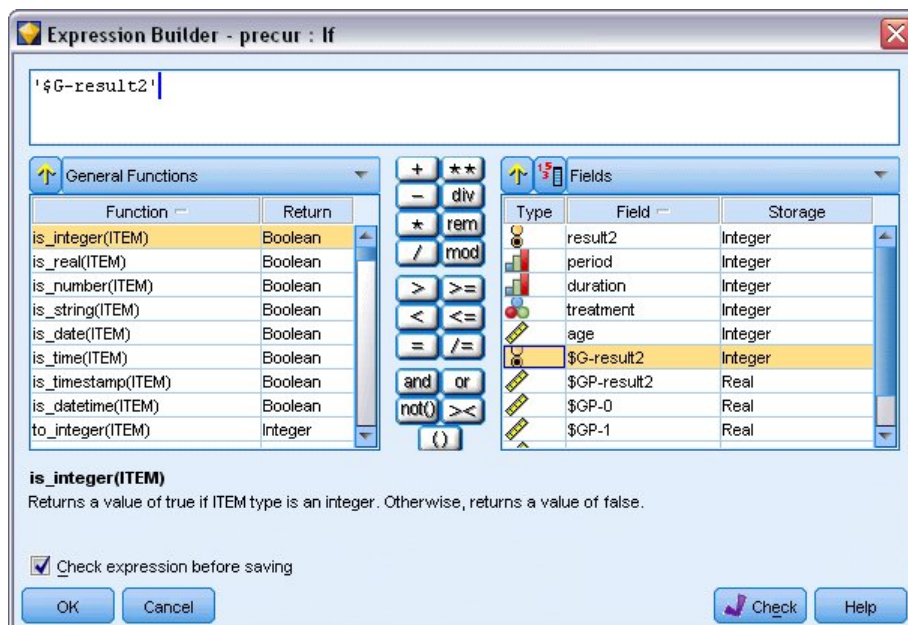 Expression Builder - precur : If
'$G-result2'
General Functions
Function Return
is_integer(ITEM) Boolean
is_real(ITEM) Boolean
is_number(ITEM) Boolean
is_string(ITEM) Boolean
is_date(ITEM) Boolean
is_time(ITEM) Boolean
is_timestamp(ITEM) Boolean
is_datetime(ITEM) Boolean
to_integer(ITEM) Integer
+ **
- div
* rem
/ mod
> >=
< <=
= /=
and or
not() ><
()
Fields
Type Field Storage
result2 Integer
period Integer
duration Integer
treatment Integer
age Integer
$G-result2 Integer
$GP-result2 Real
$GP-0 Real
$GP-1 Real
is_integer(ITEM)
Returns a value of true if ITEM type is an integer. Otherwise, returns a value of false.
Check expression before saving
OK Cancel Check Help